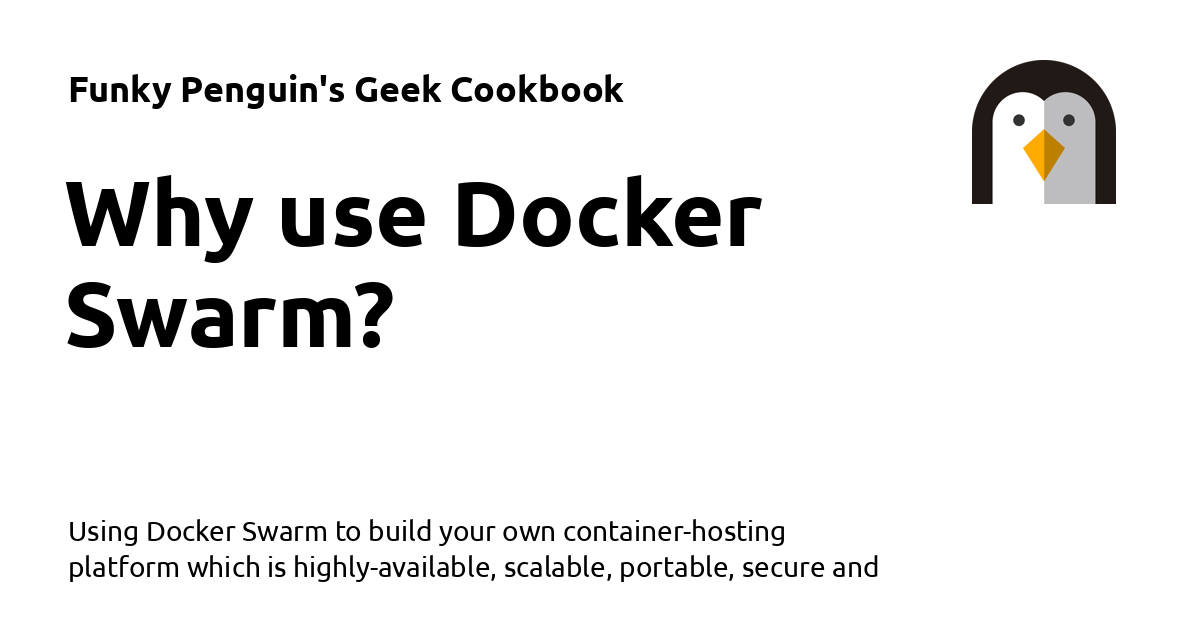 Funky Penguin's Geek Cookbook
Why use Docker
Swarm?
Using Docker Swarm to build your own container-hosting
platform which is highly-available, scalable, portable, secure and